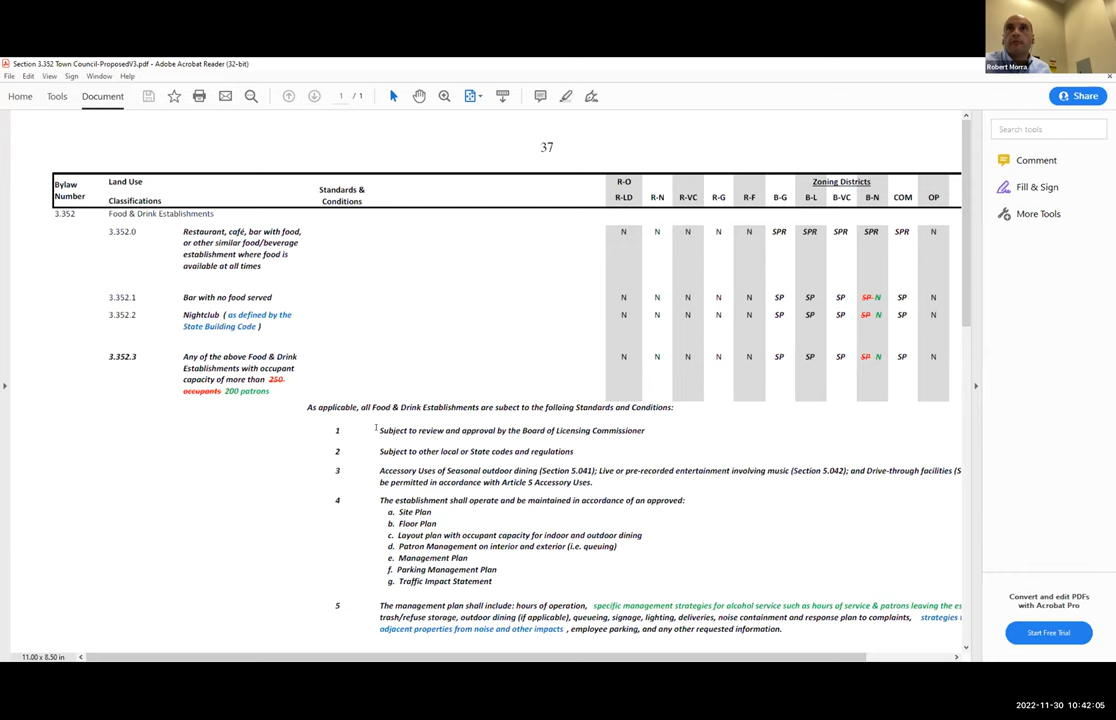 Robert Morra
Section 3.352 Town Council-ProposedV3.pdf - Adobe Acrobat Reader (32-bit)
File Edit View Sign Window Help
Home Tools Document 1 / 1 Share
37
Search tools
Comment
Fill & Sign
More Tools
Bylaw Number Land Use Classifications Standards & Conditions Zoning Districts
R-O R-LD R-N R-VC R-G R-F B-G B-L B-VC B-N COM OP
3.352 Food & Drink Establishments
3.352.0 Restaurant, café, bar with food, N N N N N SPR SPR SPR SPR SPR N
or other similar food/beverage
establishment where food is
available at all times
3.352.1 Bar with no food served N N N N N SP SP SP SP N SP N
3.352.2 Nightclub ( as defined by the N N N N N SP SP SP SP N SP N
State Building Code )
3.352.3 Any of the above Food & Drink N N N N N SP SP SP SP N SP N
Establishments with occupant
capacity of more than 250
occupants 200 patrons
As applicable, all Food & Drink Establishments are subect to the folloing Standards and Conditions:
1 Subject to review and approval by the Board of Licensing Commissioner
2 Subject to other local or State codes and regulations
3 Accessory Uses of Seasonal outdoor dining (Section 5.041); Live or pre-recorded entertainment involving music (Section 5.042); and Drive-through facilities (S
be permitted in accordance with Article 5 Accessory Uses.
4 The establishment shall operate and be maintained in accordance of an approved:
a. Site Plan
b. Floor Plan
c. Layout plan with occupant capacity for indoor and outdoor dining
d. Patron Management on interior and exterior (i.e. queuing)
e. Management Plan
f. Parking Management Plan
g. Traffic Impact Statement
5 The management plan shall include: hours of operation, specific management strategies for alcohol service such as hours of service & patrons leaving the es
trash/refuse storage, outdoor dining (if applicable), queueing, signage, lighting, deliveries, noise containment and response plan to complaints, strategies t
adjacent properties from noise and other impacts , employee parking, and any other requested information.
Convert and edit PDFs
with Acrobat Pro
Start Free Trial
11.00 x 8.50 in
2022-11-30 10:42:05